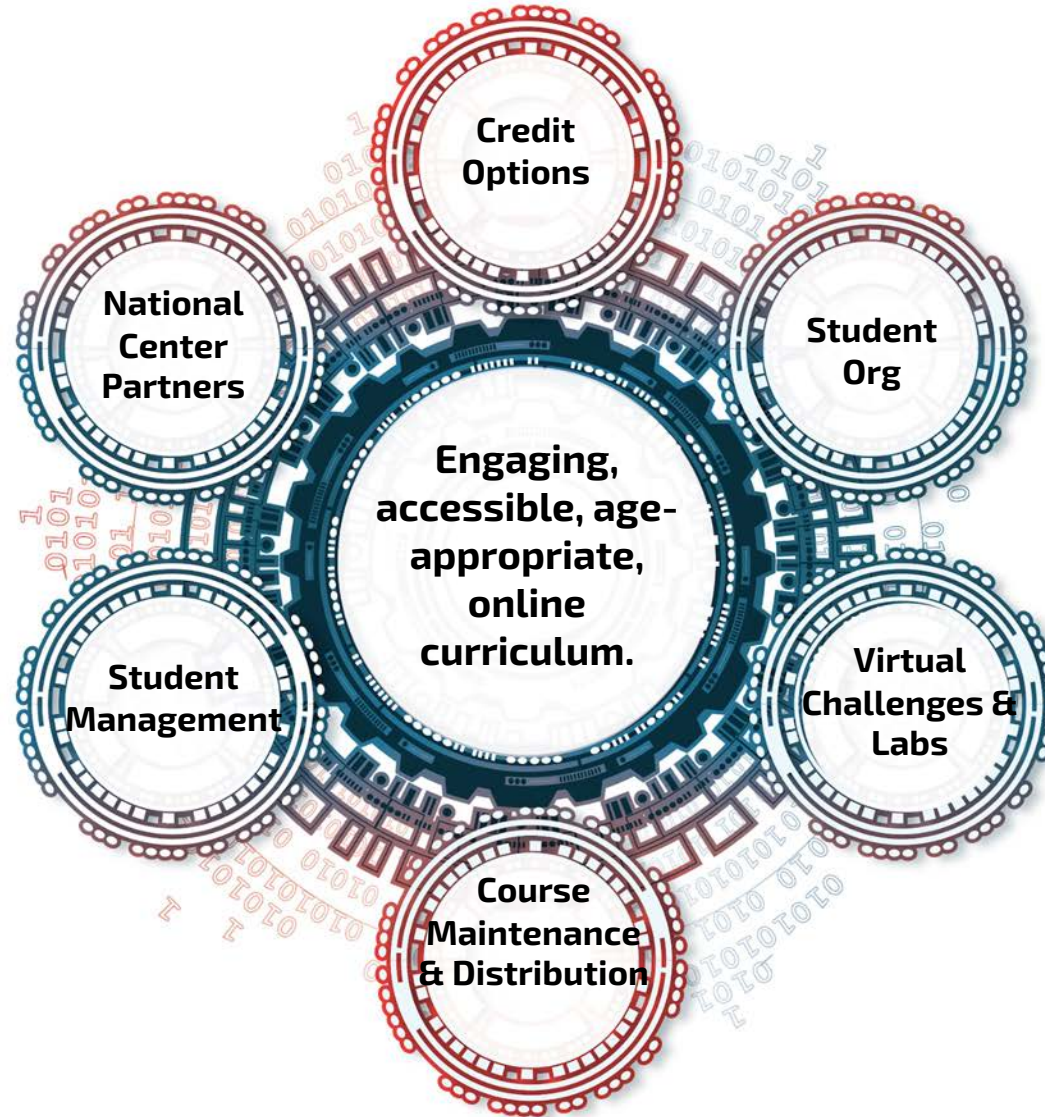 Credit
Options
National
Center
Partners
Student
Org
Engaging,
accessible, age-
appropriate,
online
curriculum.
Student
Management
Virtual
Challenges &
Labs
Course
Maintenance
& Distribution